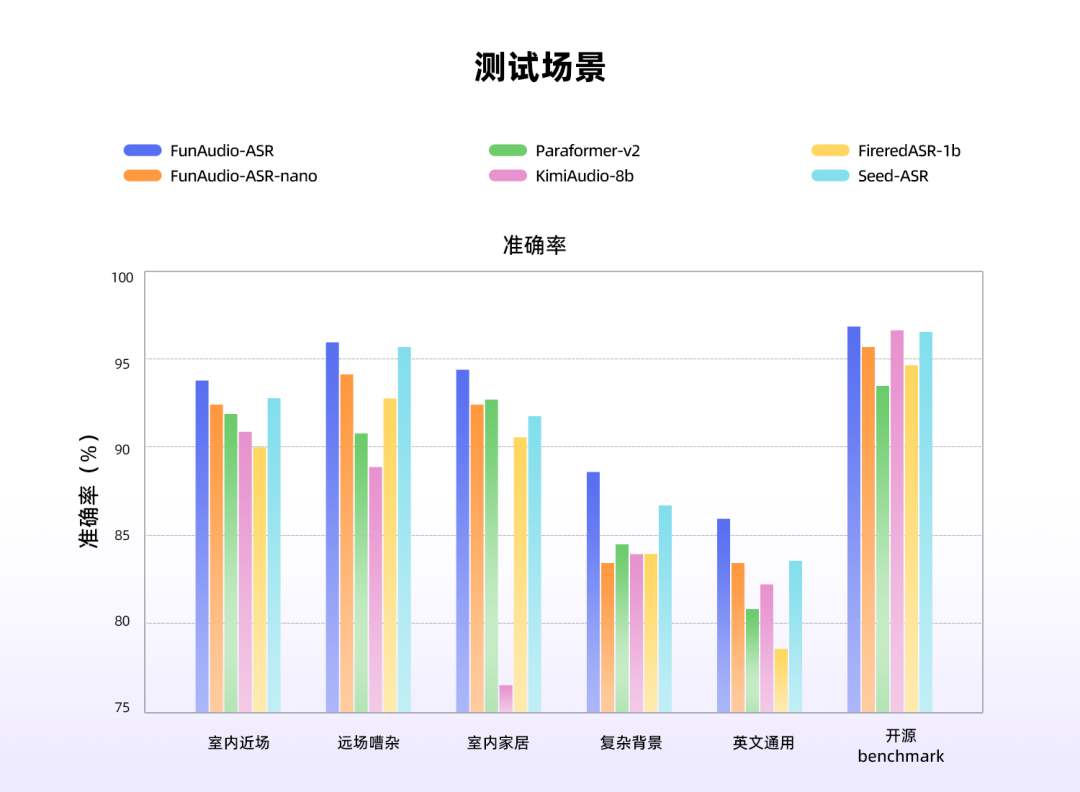 测试场景
FunAudio-ASR
Paraformer-v2
FireredASR-1b
FunAudio-ASR-nano
KimiAudio-8b
Seed-ASR
准确率
准确率（%）
100
95
90
85
80
75
室内近场
远场嘈杂
室内家居
复杂背景
英文通用
开源
benchmark